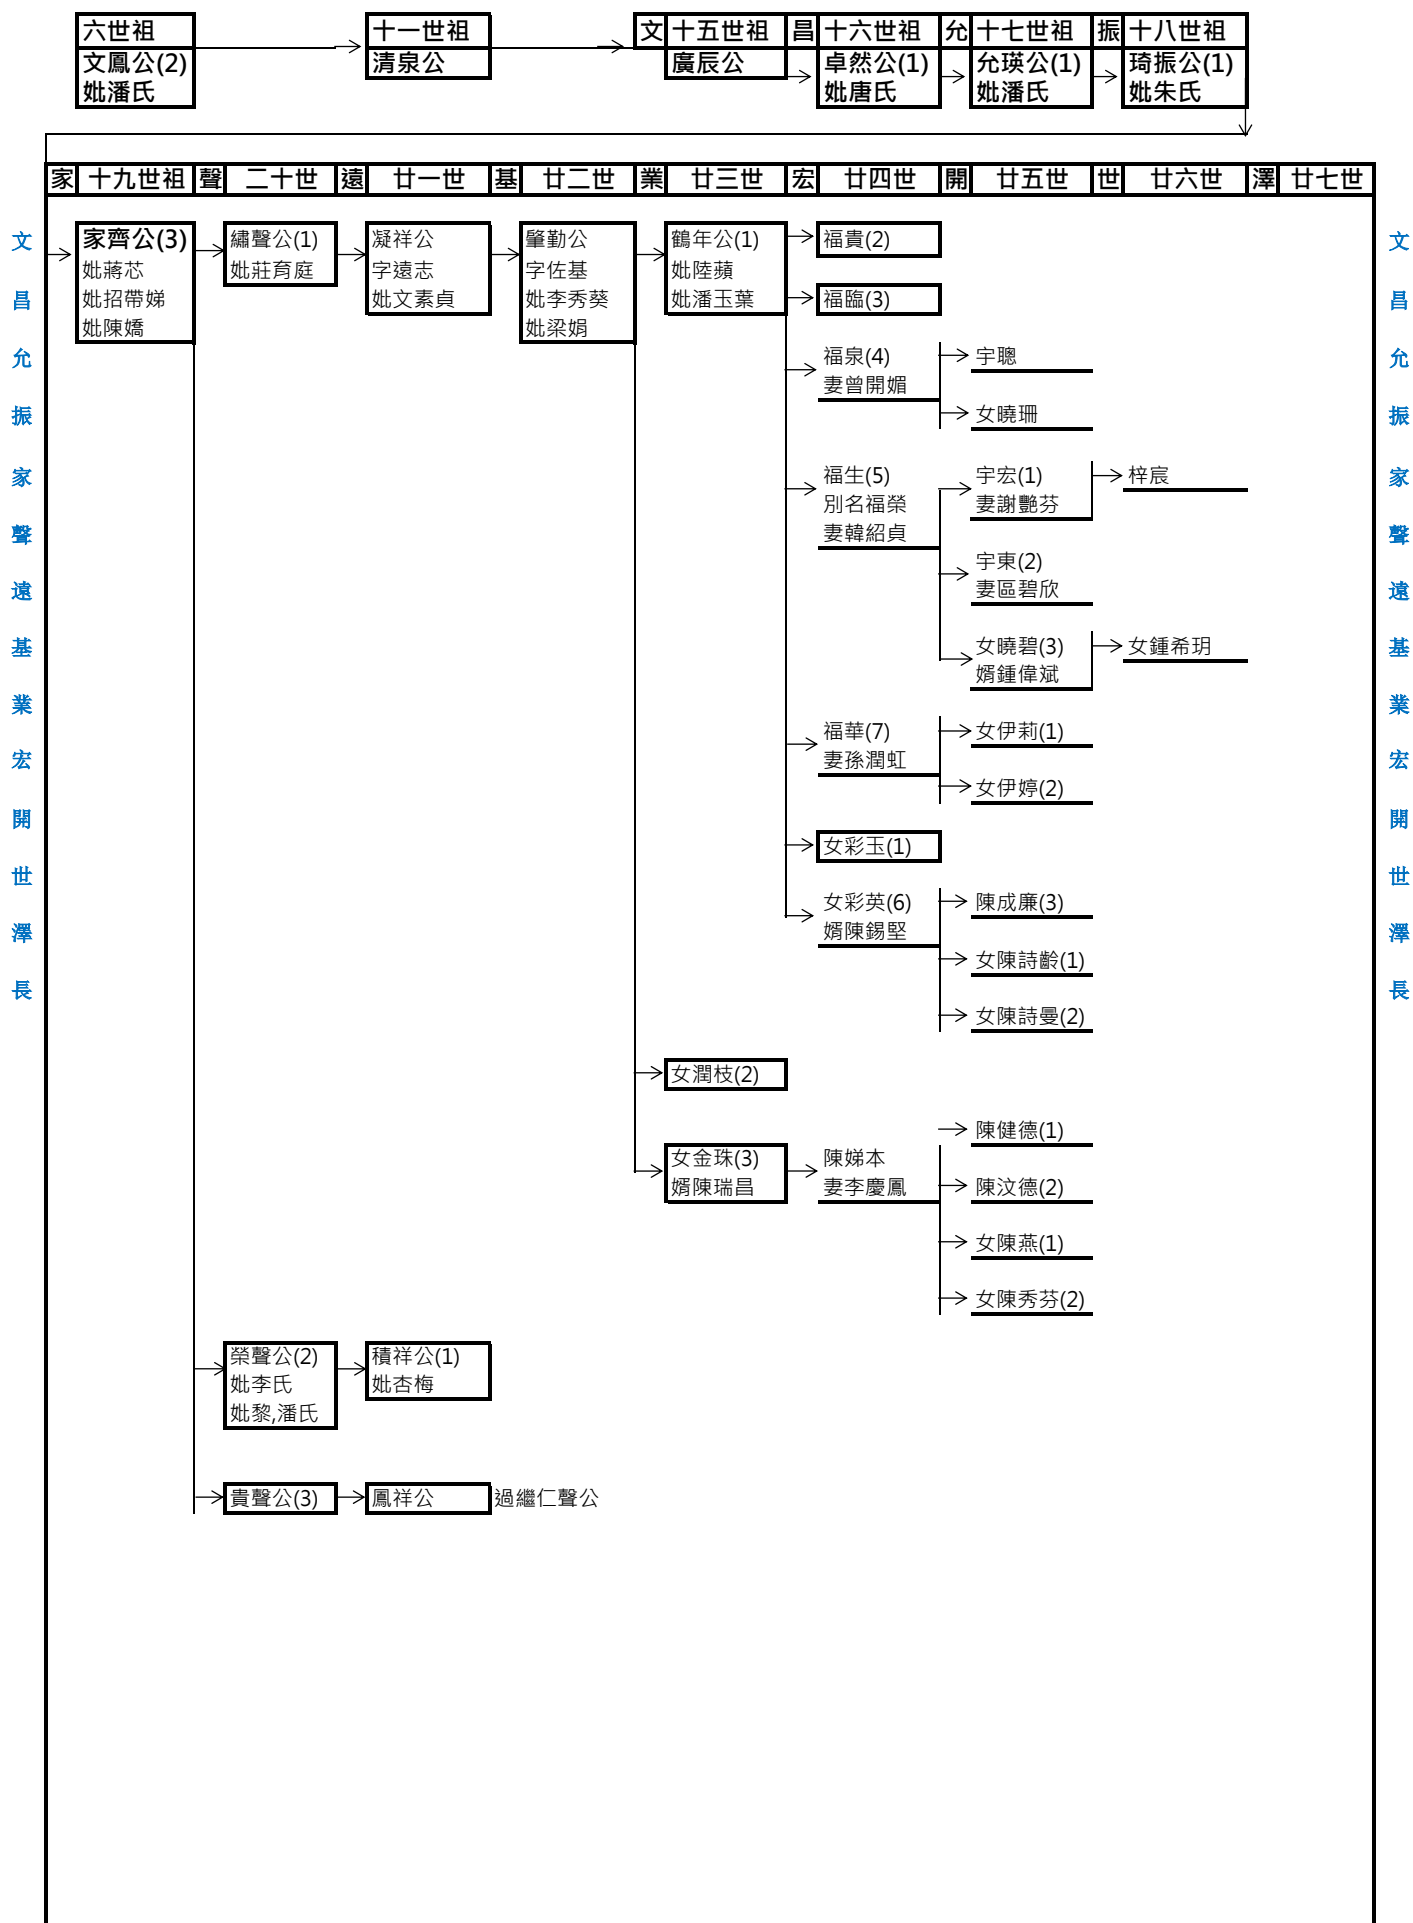 六世祖
文鳳公(2)
妣潘氏
十一世祖
清泉公
文
十五世祖
廣辰公
昌
十六世祖
卓然公(1)
妣唐氏
允
十七世祖
允瑛公(1)
妣潘氏
振
十八世祖
琦振公(1)
妣朱氏
家 十九世祖 聲 二十世 遠 廿一世 基 廿二世 業 廿三世 宏 廿四世 開 廿五世 世 廿六世 澤 廿七世
文
昌
允
振
家
聲
遠
基
業
宏
開
世
澤
長
家齊公(3)
妣蔣芯
妣招帶娣
妣陳嬌
繡聲公(1)
妣莊育庭
凝祥公
字遠志
妣文素貞
肇勤公
字佐基
妣李秀葵
妣梁娟
鶴年公(1)
妣陸蘋
妣潘玉葉
福貴(2)
福臨(3)
福泉(4)
妻曾開媚
宇聰
女曉珊
福生(5)
別名福榮
妻韓紹貞
宇宏(1)
妻謝艷芬
梓宸
宇東(2)
妻區碧欣
女曉碧(3)
婿鍾偉斌
女鍾希玥
福華(7)
妻孫潤虹
女伊莉(1)
女伊婷(2)
女彩玉(1)
女彩英(6)
婿陳錫堅
陳成廉(3)
女陳詩齡(1)
女陳詩曼(2)
女潤枝(2)
女金珠(3)
婿陳瑞昌
陳娣本
妻李慶鳳
陳健德(1)
陳汶德(2)
女陳燕(1)
女陳秀芬(2)
榮聲公(2)
妣李氏
妣黎,潘氏
積祥公(1)
妣杏梅
貴聲公(3)
鳳祥公
過繼仁聲公
文
昌
允
振
家
聲
遠
基
業
宏
開
世
澤
長